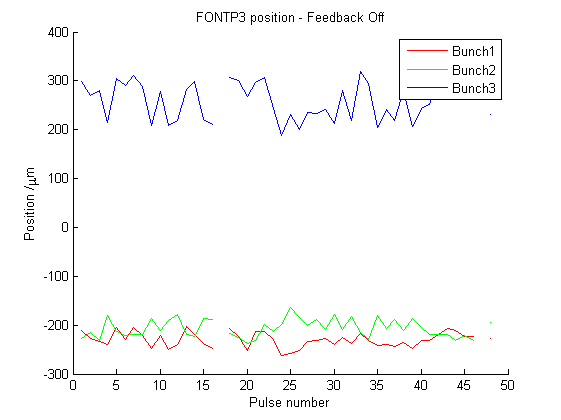 FONTP3 position - Feedback Off
400
300
200
100
0
-100
-200
-300
Position /μm
Bunch1
Bunch2
Bunch3
0 5 10 15 20 25 30 35 40 45 50
Pulse number